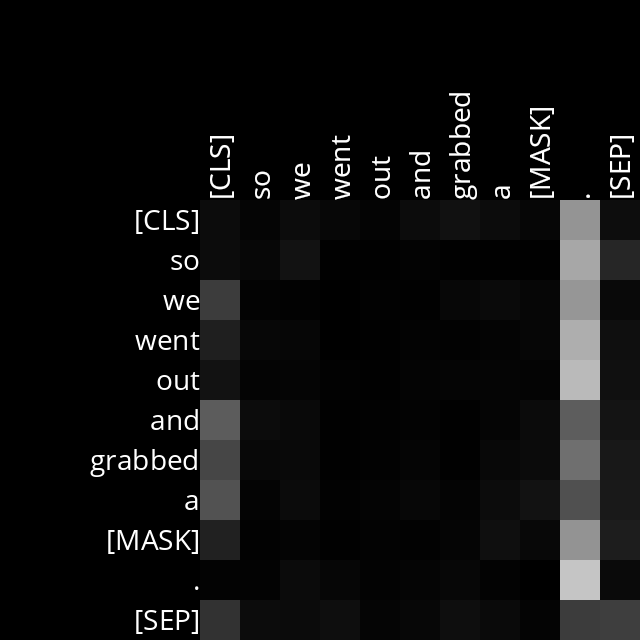 [CLS] so we went out and grabbed a [MASK] . [SEP]
[CLS]
so
we
went
out
and
grabbed
a
[MASK]
.
[SEP]